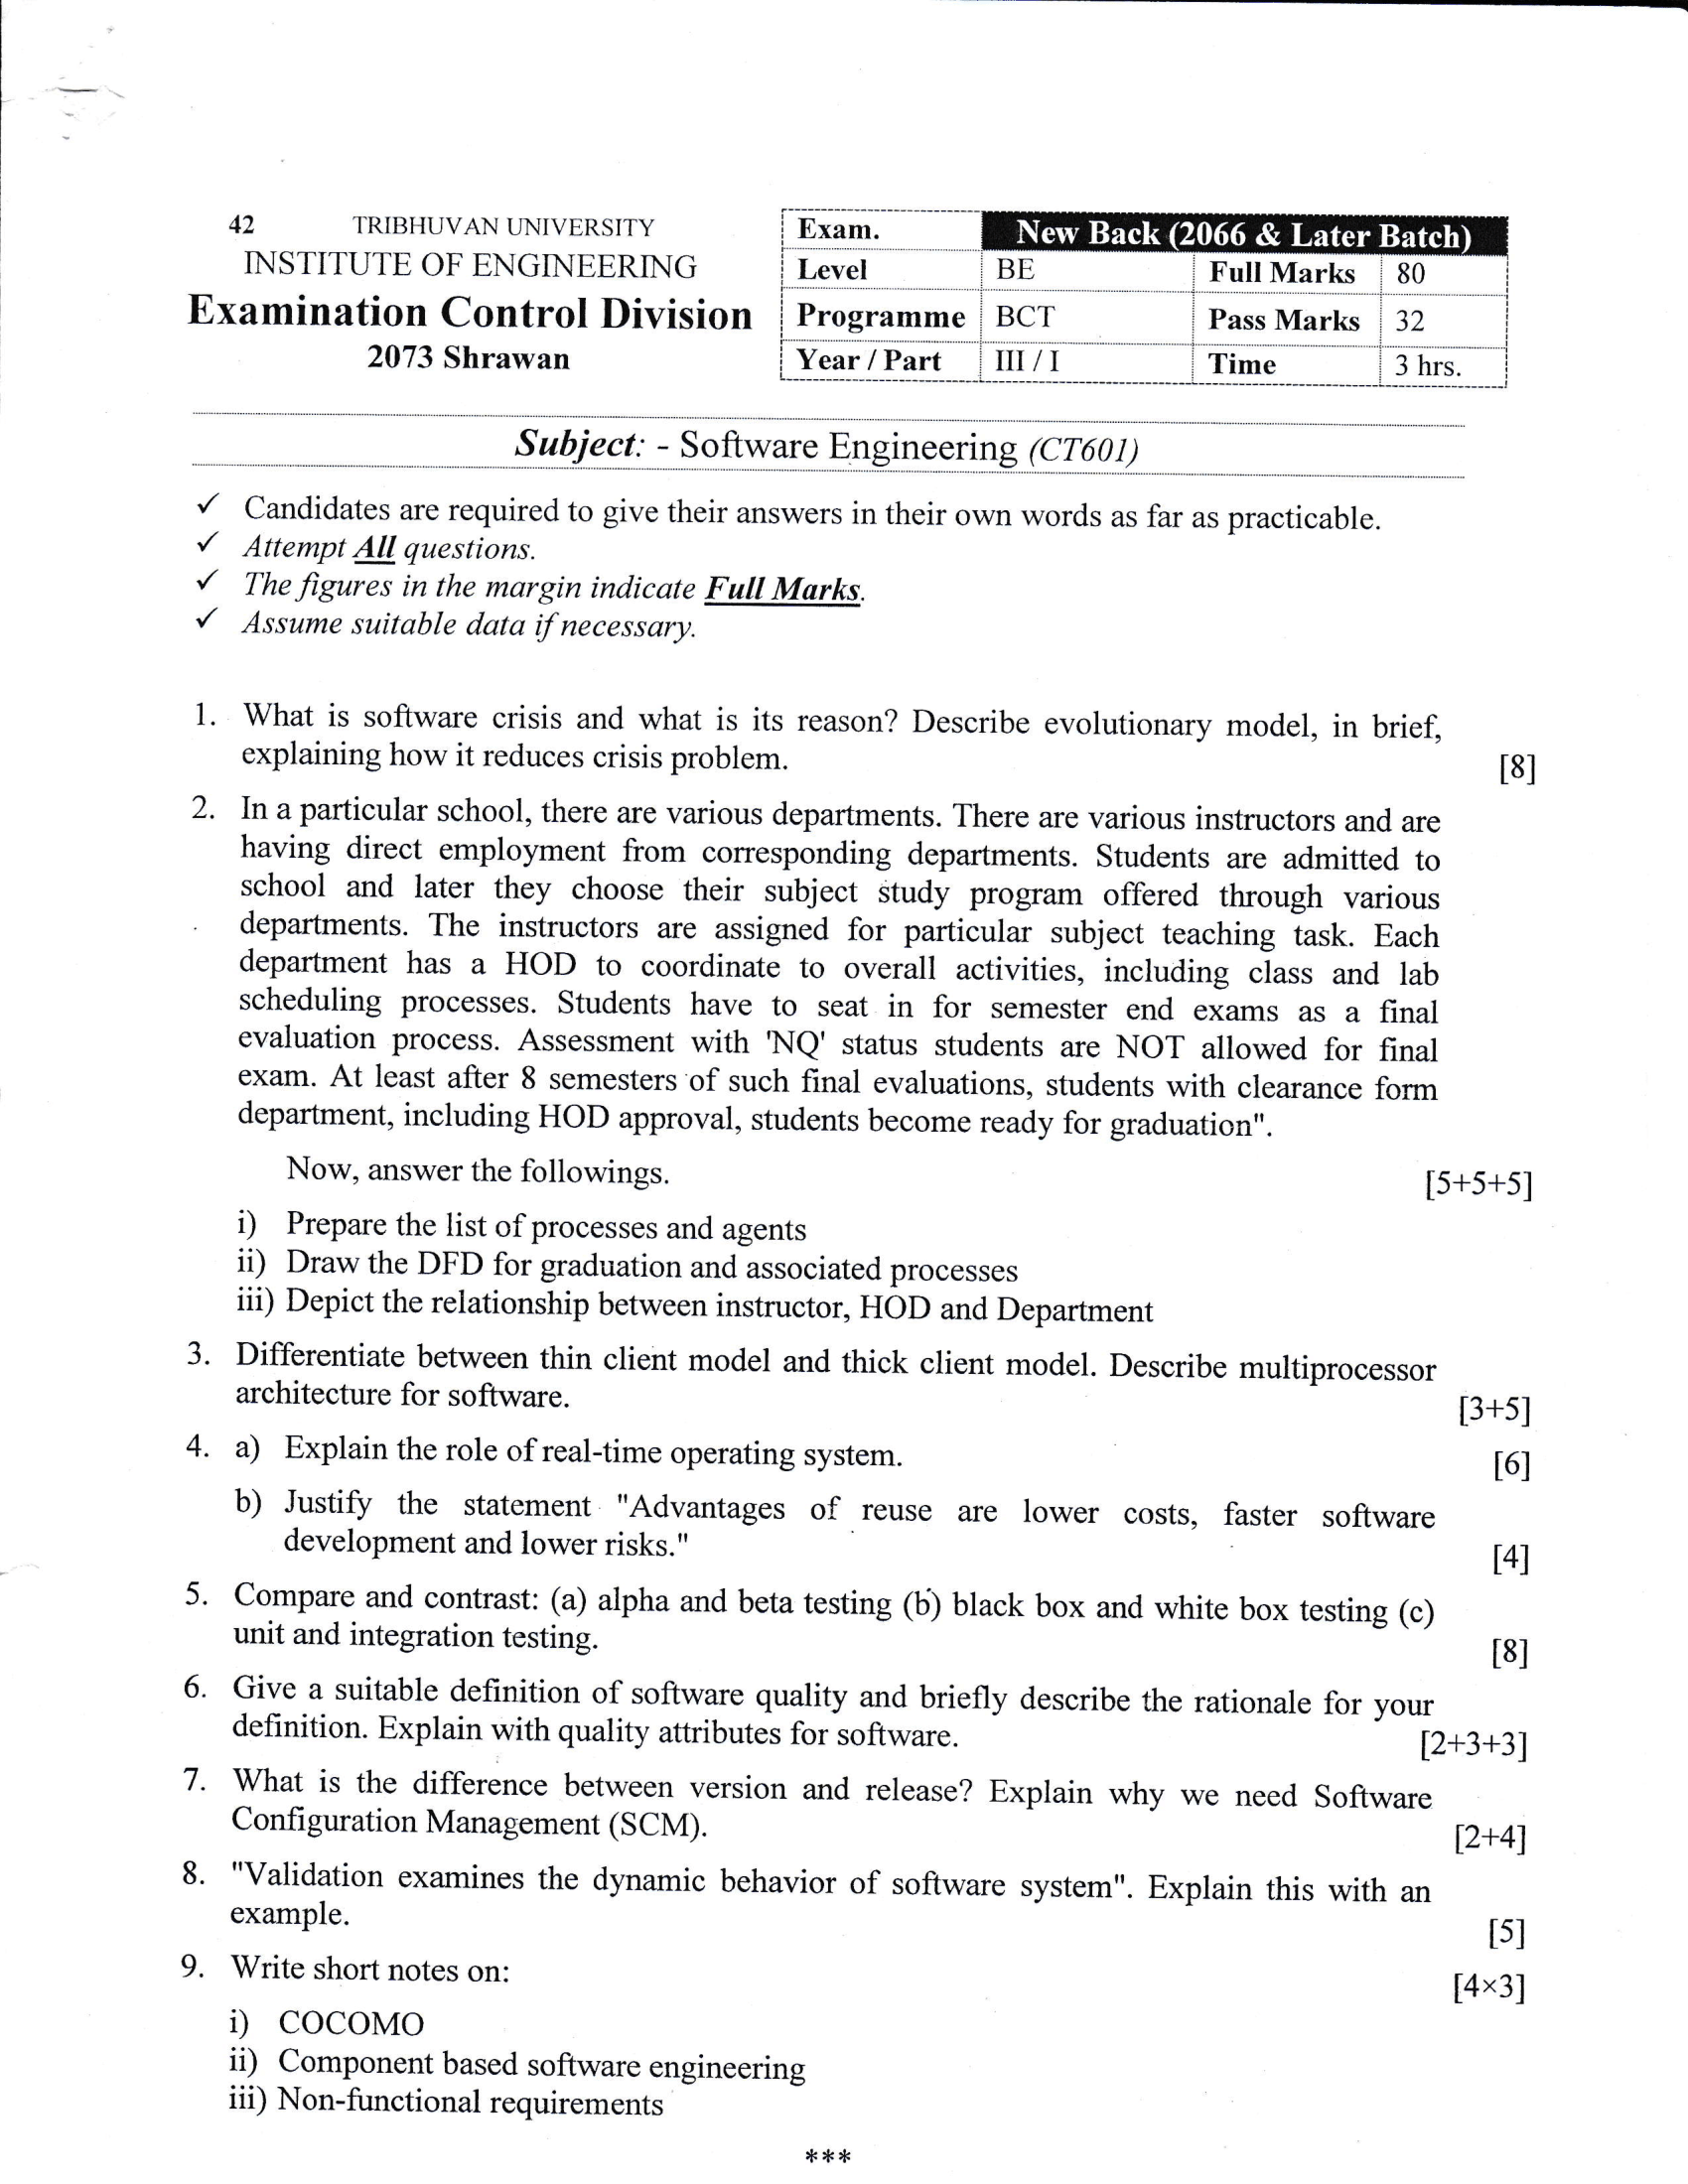 42 TRIBHUVAN UNIVERSITY
INSTITUTE OF ENGINEERING
Examination Control Division
2073 Shrawan
Exam. New Back (2066 & Later Batch)
Level BE Full Marks 80
Programme BCT Pass Marks 32
Year / Part III / I Time 3 hrs.
Subject: - Software Engineering (CT601)
✓ Candidates are required to give their answers in their own words as far as practicable.
✓ Attempt All questions.
✓ The figures in the margin indicate Full Marks.
✓ Assume suitable data if necessary.
1. What is software crisis and what is its reason? Describe evolutionary model, in brief,
explaining how it reduces crisis problem. [8]
2. In a particular school, there are various departments. There are various instructors and are
having direct employment from corresponding departments. Students are admitted to
school and later they choose their subject study program offered through various
departments. The instructors are assigned for particular subject teaching task. Each
department has a HOD to coordinate to overall activities, including class and lab
scheduling processes. Students have to seat in for semester end exams as a final
evaluation process. Assessment with 'NQ' status students are NOT allowed for final
exam. At least after 8 semesters of such final evaluations, students with clearance form
department, including HOD approval, students become ready for graduation".
Now, answer the followings. [5+5+5]
i) Prepare the list of processes and agents
ii) Draw the DFD for graduation and associated processes
iii) Depict the relationship between instructor, HOD and Department
3. Differentiate between thin client model and thick client model. Describe multiprocessor
architecture for software. [3+5]
4. a) Explain the role of real-time operating system. [6]
b) Justify the statement "Advantages of reuse are lower costs, faster software
development and lower risks." [4]
5. Compare and contrast: (a) alpha and beta testing (b) black box and white box testing (c)
unit and integration testing. [8]
6. Give a suitable definition of software quality and briefly describe the rationale for your
definition. Explain with quality attributes for software. [2+3+3]
7. What is the difference between version and release? Explain why we need Software
Configuration Management (SCM). [2+4]
8. "Validation examines the dynamic behavior of software system". Explain this with an
example. [5]
9. Write short notes on: [4×3]
i) COCOMO
ii) Component based software engineering
iii) Non-functional requirements
***